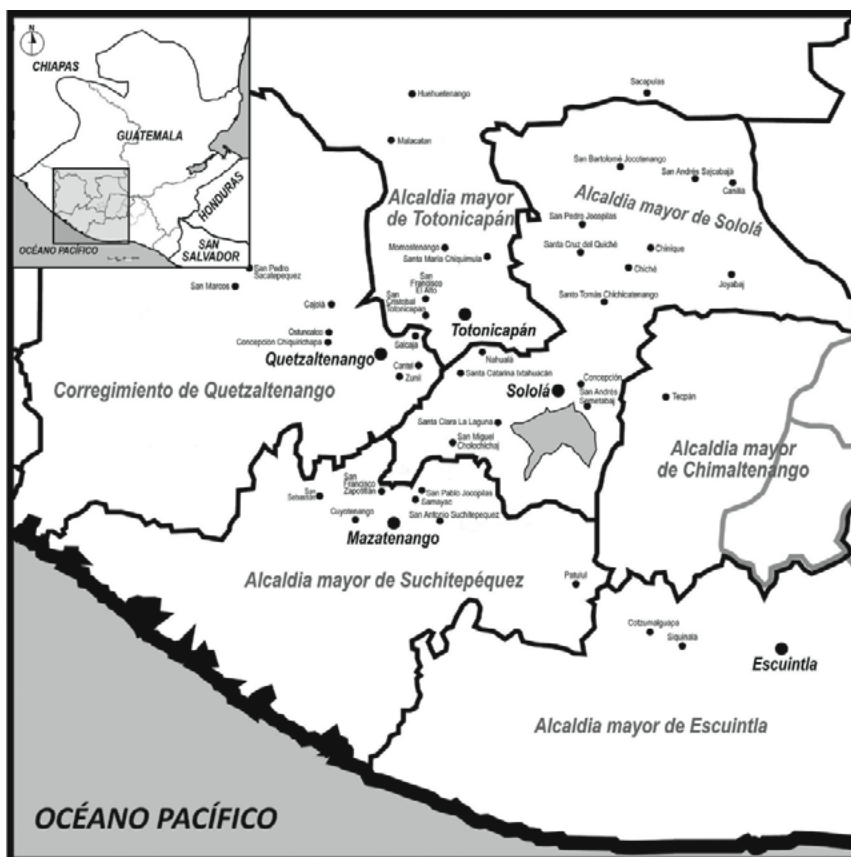 N
CHIAPAS
GUATEMALA
HONDURAS
SAN
SALVADOR
OCÉANO PACÍFICO
Huehuetenango
Malacatan
Sacapulas
San Bartolomé Jocotenango
San Andrés Sajcabajá
Canillá
Alcaldia mayor
de Totonicapán
Alcaldia mayor de Sololá
San Pedro Jocopilas
Momostenango
Santa María Chiquimula
Santa Cruz del Quiché
Chinique
Chiché
Joyabaj
San Pedro
Sacatepequez
San Marcos
San
Francisco
El Alto
San
Cristobal
Totonicapán
Santo Tomás Chichicatenango
Cajolá
Totonicapán
Ostuncalco
Concepción Chiquirichapa
Salcaja
Quetzaltenango
Nahualá
Cantel
Zunil
Santa Catarina Ixtahuacán
Sololá
Concepción
San Andrés
Semetabaj
Corregimiento de Quetzaltenango
Tecpán
Santa Clara La Laguna
San Miguel
Cholochichaj
Alcaldia mayor
de Chimaltenango
San
Sebastián
San
Francisco
Zapotitlán
San Pablo Jocopilas
Samayac
Cuyotenango
San Antonio Suchitepequez
Mazatenango
Alcaldia mayor de Suchitepéquez
Patulul
Cotzumalguapa
Siquinala
Escuintla
Alcaldia mayor de Escuintla
OCÉANO PACÍFICO